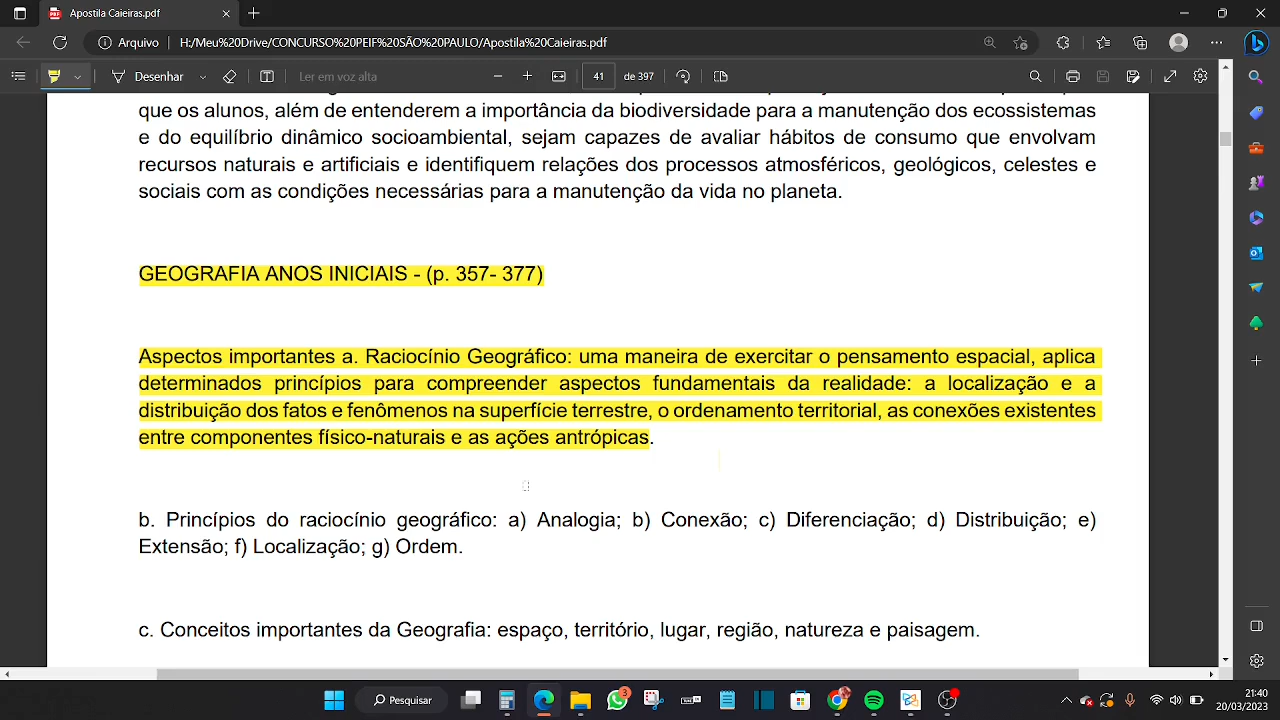 Apostila Caieiras.pdf
Arquivo H:/Meu%20Drive/CONCURSO%20PEIF%20SÃO%20PAULO/Apostila%20Caieiras.pdf
Desenhar Ler em voz alta 41 de 397
que os alunos, além de entenderem a importância da biodiversidade para a manutenção dos ecossistemas
e do equilíbrio dinâmico socioambiental, sejam capazes de avaliar hábitos de consumo que envolvam
recursos naturais e artificiais e identifiquem relações dos processos atmosféricos, geológicos, celestes e
sociais com as condições necessárias para a manutenção da vida no planeta.
GEOGRAFIA ANOS INICIAIS - (p. 357- 377)
Aspectos importantes a. Raciocínio Geográfico: uma maneira de exercitar o pensamento espacial, aplica
determinados princípios para compreender aspectos fundamentais da realidade: a localização e a
distribuição dos fatos e fenômenos na superfície terrestre, o ordenamento territorial, as conexões existentes
entre componentes físico-naturais e as ações antrópicas.
b. Princípios do raciocínio geográfico: a) Analogia; b) Conexão; c) Diferenciação; d) Distribuição; e)
Extensão; f) Localização; g) Ordem.
c. Conceitos importantes da Geografia: espaço, território, lugar, região, natureza e paisagem.
Pesquisar
3
21:40
20/03/2023